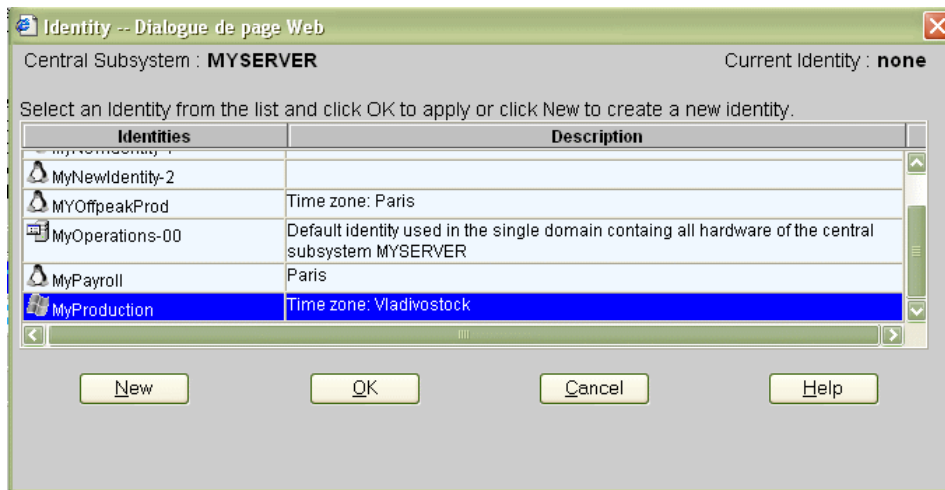 Identity -- Dialogue de page Web
Central Subsystem : MYSERVER Current Identity : none
Select an Identity from the list and click OK to apply or click New to create a new identity.
Identities Description
MyNewIdentity-2
MYOffpeakProd Time zone: Paris
MyOperations-00 Default identity used in the single domain containg all hardware of the central
subsystem MYSERVER
MyPayroll Paris
MyProduction Time zone: Vladivostock
New OK Cancel Help